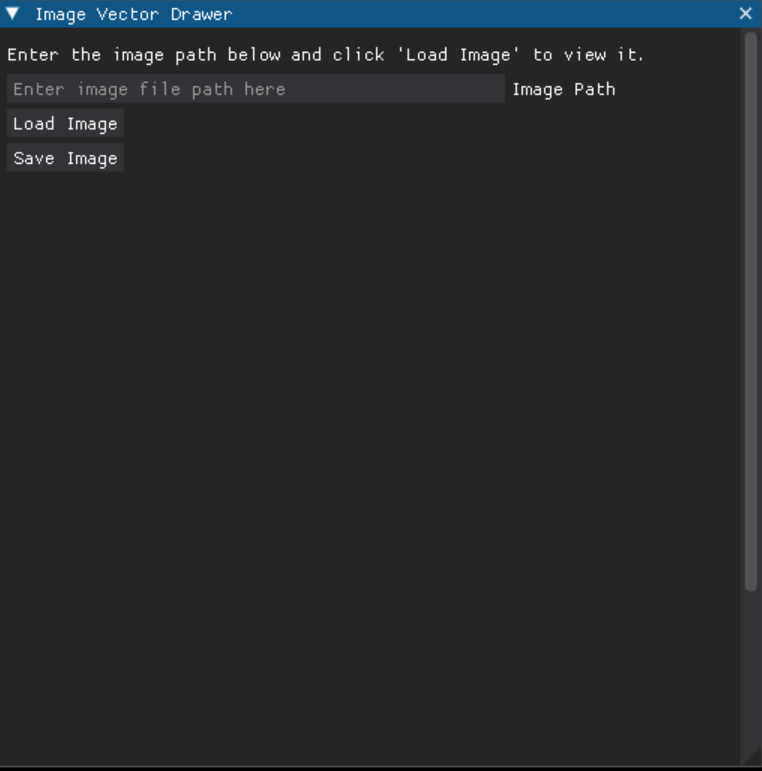 Image Vector Drawer
Enter the image path below and click 'Load Image' to view it.
Enter image file path here Image Path
Load Image
Save Image